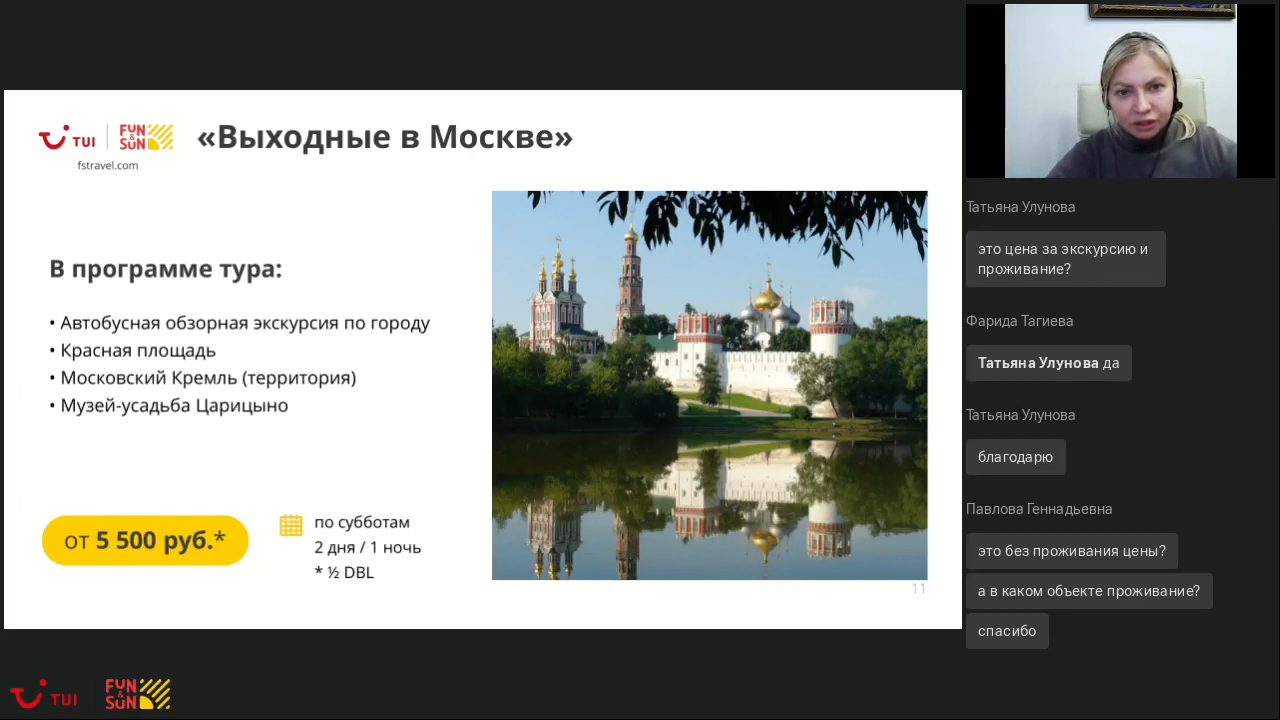 TUI
FUN
&
SUN
fstravel.com
«Выходные в Москве»
В программе тура:
• Автобусная обзорная экскурсия по городу
• Красная площадь
• Московский Кремль (территория)
• Музей-усадьба Царицыно
от 5 500 руб.*
по субботам
2 дня / 1 ночь
* ½ DBL
11
TUI
FUN
&
SUN
Татьяна Улунова
это цена за экскурсию и
проживание?
Фарида Тагиева
Татьяна Улунова да
Татьяна Улунова
благодарю
Павлова Геннадьевна
это без проживания цены?
а в каком объекте проживание?
спасибо